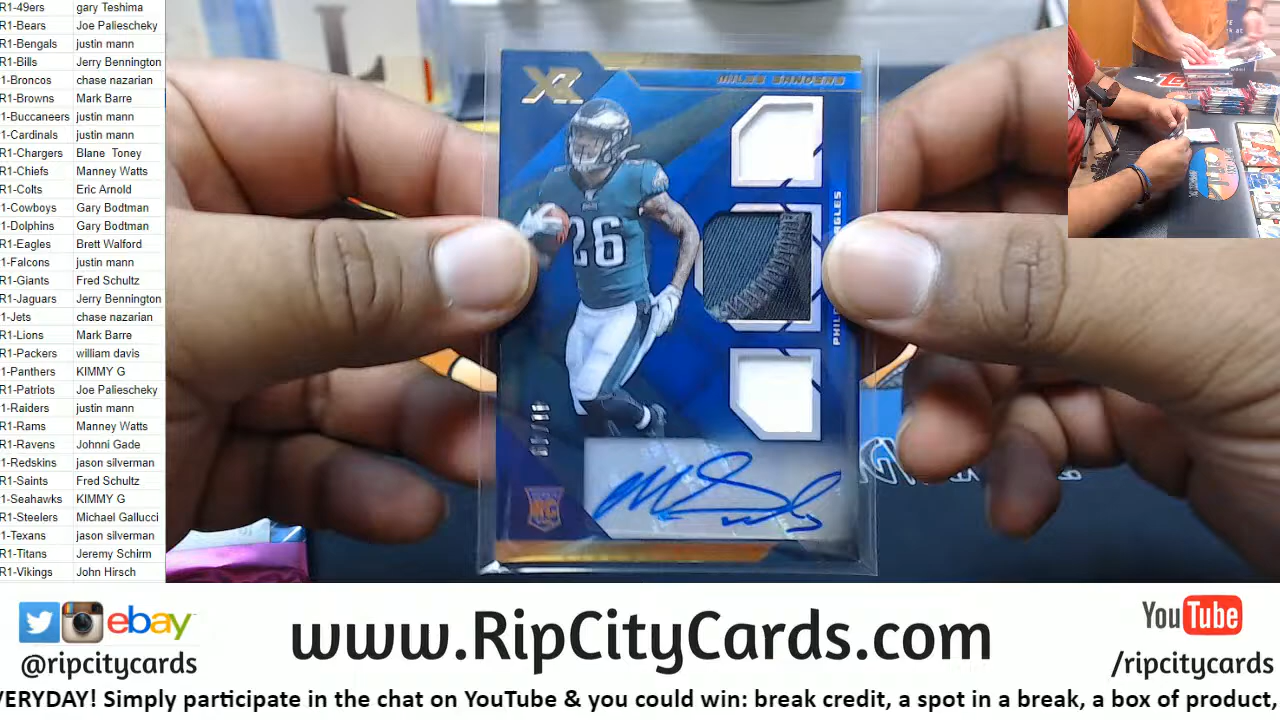 R1-49ers gary Teshima
R1-Bears Joe Paliescheky
R1-Bengals justin mann
R1-Bills Jerry Bennington
1-Broncos chase nazarian
R1-Browns Mark Barre
1-Buccaneers justin mann
1-Cardinals justin mann
R1-Chargers Blane Toney
R1-Chiefs Manney Watts
R1-Colts Eric Arnold
1-Cowboys Gary Bodtman
1-Dolphins Gary Bodtman
R1-Eagles Brett Walford
R1-Falcons justin mann
R1-Giants Fred Schultz
R1-Jaguars Jerry Bennington
R1-Jets chase nazarian
R1-Lions Mark Barre
R1-Packers william davis
1-Panthers KIMMY G
R1-Patriots Joe Paliescheky
1-Raiders justin mann
R1-Rams Manney Watts
R1-Ravens Johnni Gade
R1-Redskins jason silverman
R1-Saints Fred Schultz
R1-Seahawks KIMMY G
R1-Steelers Michael Gallucci
R1-Texans jason silverman
R1-Titans Jeremy Schirm
R1-Vikings John Hirsch
XR
MILES SANDERS
26
ebay
@ripcitycards
www.RipCityCards.com
YouTube
/ripcitycards
VERYDAY! Simply participate in the chat on YouTube & you could win: break credit, a spot in a break, a box of product,